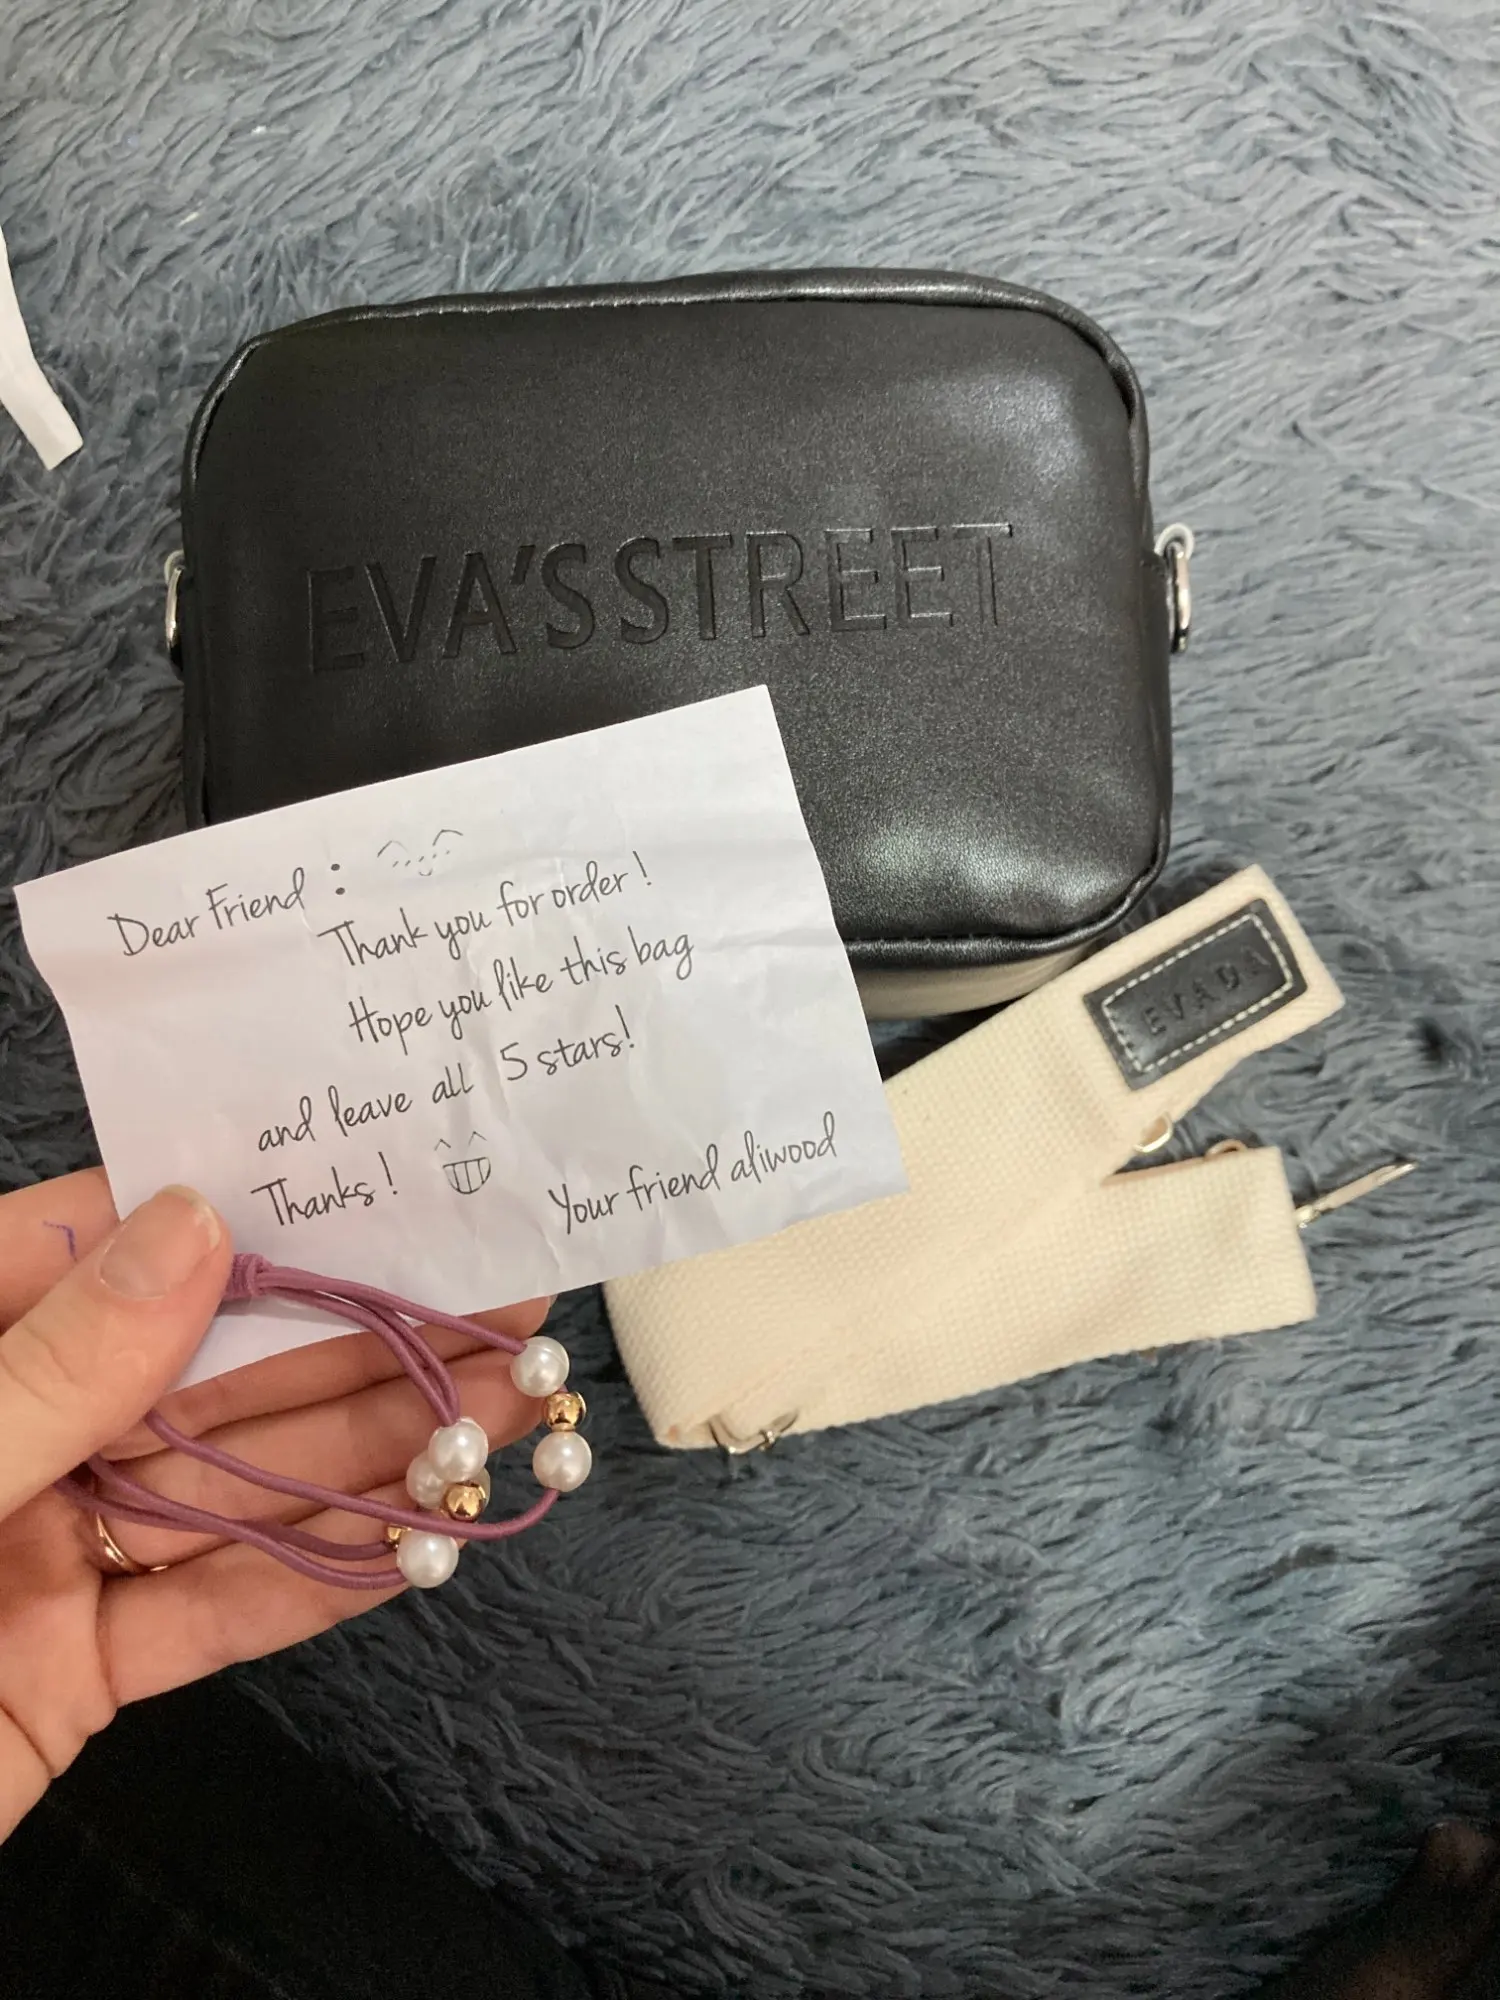 EVA'S STREET
Dear Friend :
Thank you for order!
Hope you like this bag
and leave all 5 stars!
Thanks!
Your friend aliwood
EVADA